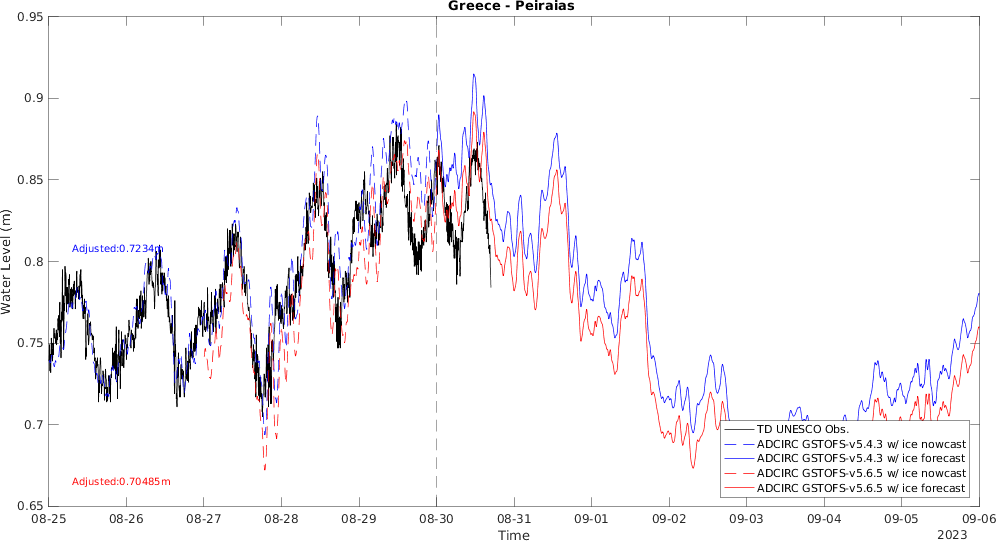 Greece - Peiraias
0.95
0.9
0.85
0.8
0.75
0.7
0.65
Water Level (m)
Adjusted:0.7234m
Adjusted:0.70485m
TD UNESCO Obs.
ADCIRC GSTOFS-v5.4.3 w/ ice nowcast
ADCIRC GSTOFS-v5.4.3 w/ ice forecast
ADCIRC GSTOFS-v5.6.5 w/ ice nowcast
ADCIRC GSTOFS-v5.6.5 w/ ice forecast
08-25 08-26 08-27 08-28 08-29 08-30 08-31 09-01 09-02 09-03 09-04 09-05 09-06
Time
2023